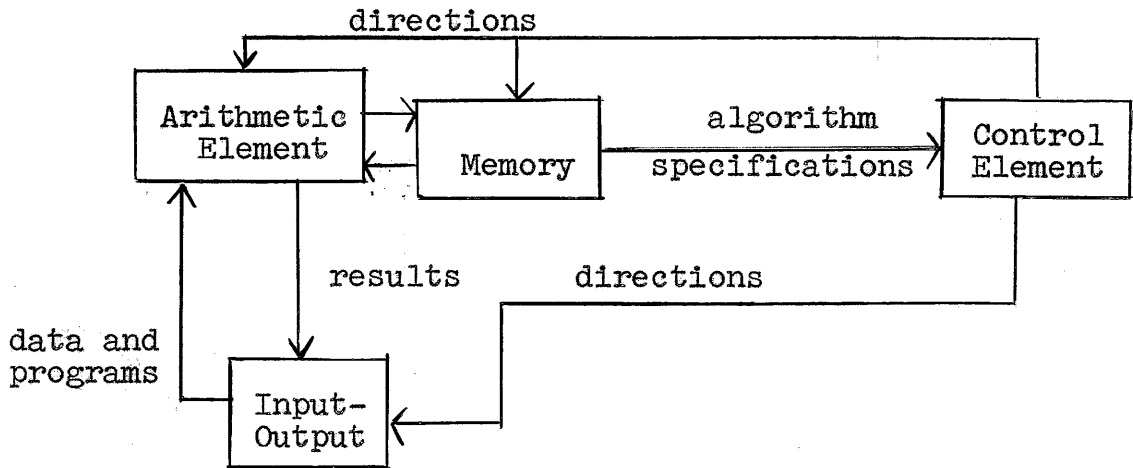 directions
Arithmetic
Element
Memory
algorithm
specifications
Control
Element
results
directions
data and
programs
Input-
Output